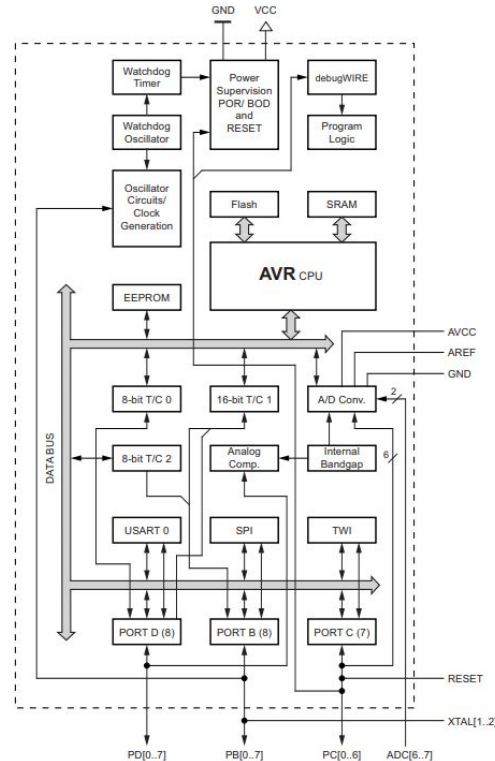 GND
VCC
Watchdog
Timer
Power
Supervision
POR/ BOD
and
RESET
debugWIRE
Watchdog
Oscillator
Program
Logic
Oscillator
Circuits/
Clock
Generation
Flash
SRAM
AVR CPU
EEPROM
AVCC
AREF
GND
8-bit T/C 0
16-bit T/C 1
A/D Conv.
2
DATA BUS
8-bit T/C 2
Analog
Comp.
Internal
Bandgap
6
USART 0
SPI
TWI
PORT D (8)
PORT B (8)
PORT C (7)
RESET
XTAL[1..2]
PD[0..7]
PB[0..7]
PC[0..6]
ADC[6..7]